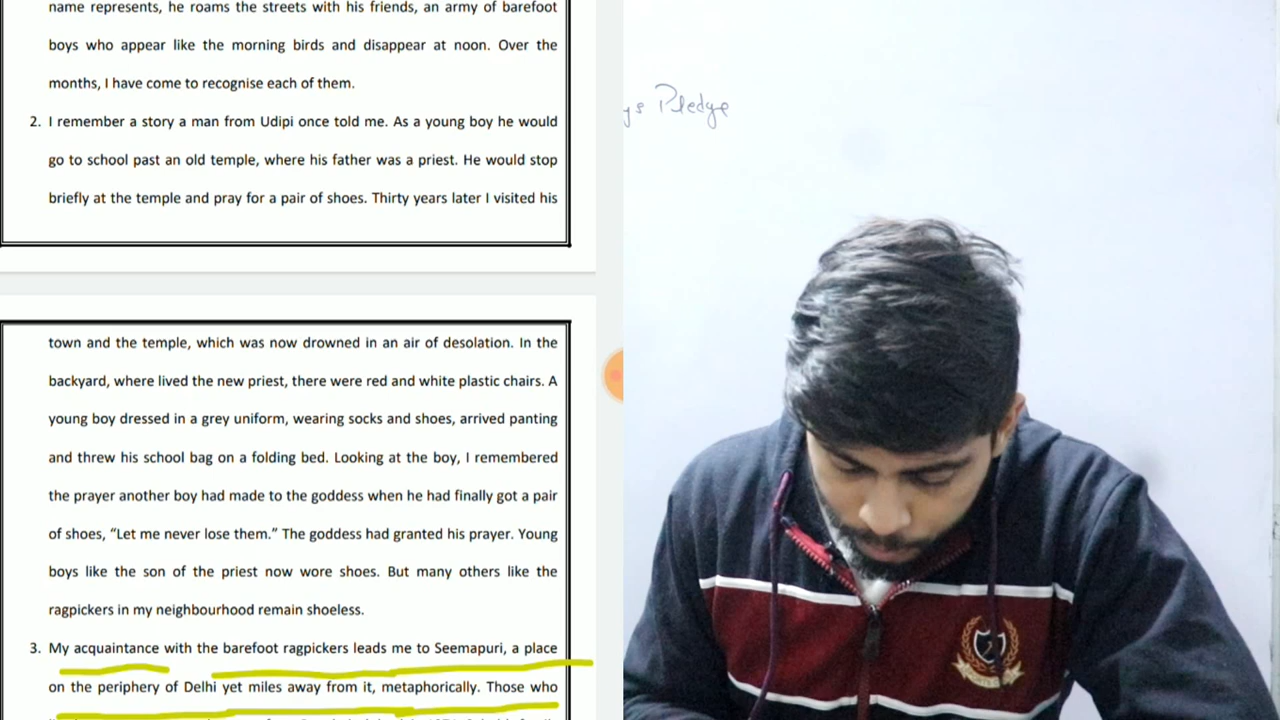 name represents, he roams the streets with his friends, an army of barefoot
boys who appear like the morning birds and disappear at noon. Over the
months, I have come to recognise each of them.
2. I remember a story a man from Udipi once told me. As a young boy he would
go to school past an old temple, where his father was a priest. He would stop
briefly at the temple and pray for a pair of shoes. Thirty years later I visited his
town and the temple, which was now drowned in an air of desolation. In the
backyard, where lived the new priest, there were red and white plastic chairs. A
young boy dressed in a grey uniform, wearing socks and shoes, arrived panting
and threw his school bag on a folding bed. Looking at the boy, I remembered
the prayer another boy had made to the goddess when he had finally got a pair
of shoes, “Let me never lose them.” The goddess had granted his prayer. Young
boys like the son of the priest now wore shoes. But many others like the
ragpickers in my neighbourhood remain shoeless.
3. My acquaintance with the barefoot ragpickers leads me to Seemapuri, a place
on the periphery of Delhi yet miles away from it, metaphorically. Those who
Pledge